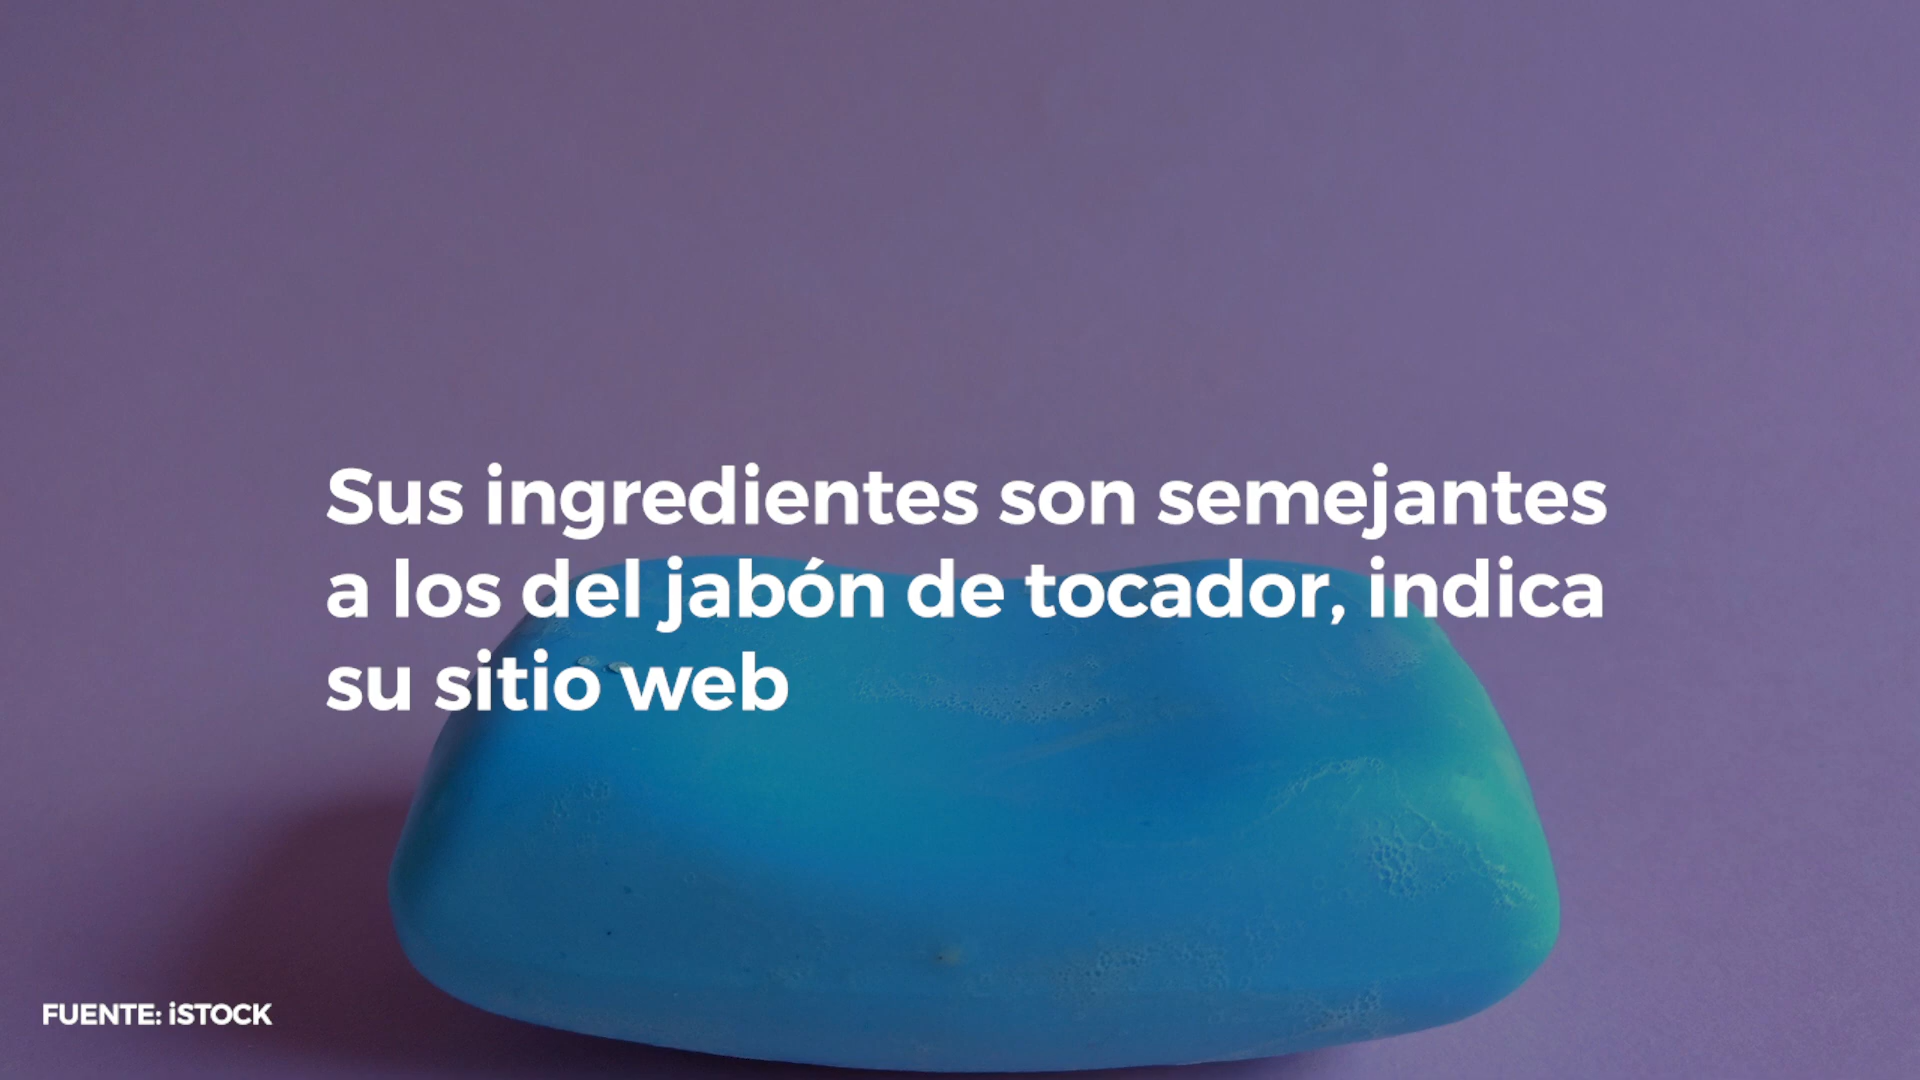 Sus ingredientes son semejantes
a los del jabón de tocador, indica
su sitio web
FUENTE: iSTOCK